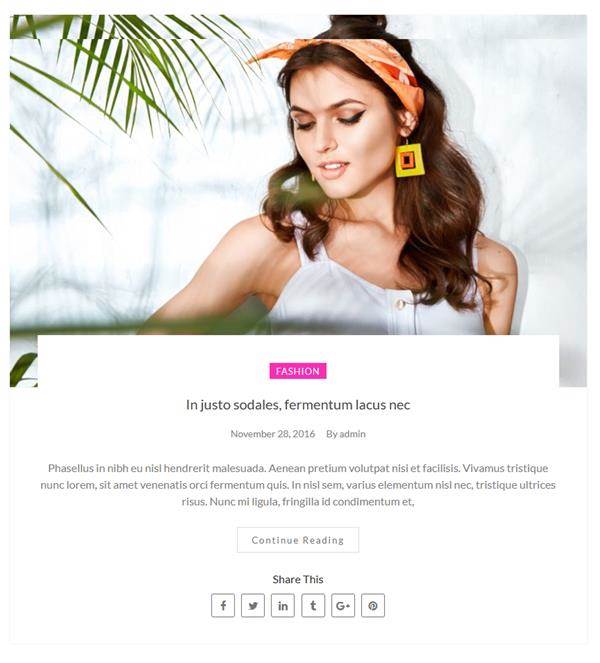 FASHION
In justo sodales, fermentum lacus nec
November 28, 2016 By admin
Phasellus in nibh eu nisl hendrerit malesuada. Aenean pretium volutpat nisi et facilisis. Vivamus tristique
nunc lorem, sit amet venenatis orci fermentum quis. In nisl sem, varius elementum nisl nec, tristique ultrices
risus. Nunc mi ligula, fringilla id condimentum et,
Continue Reading
Share This